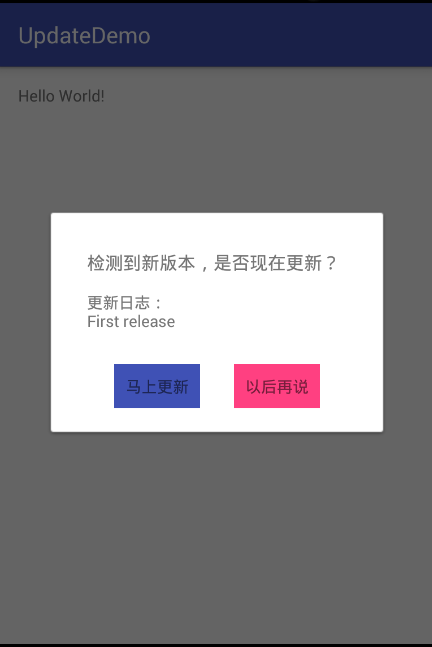 UpdateDemo
Hello World!
检测到新版本，是否现在更新？
更新日志：
First release
马上更新
以后再说